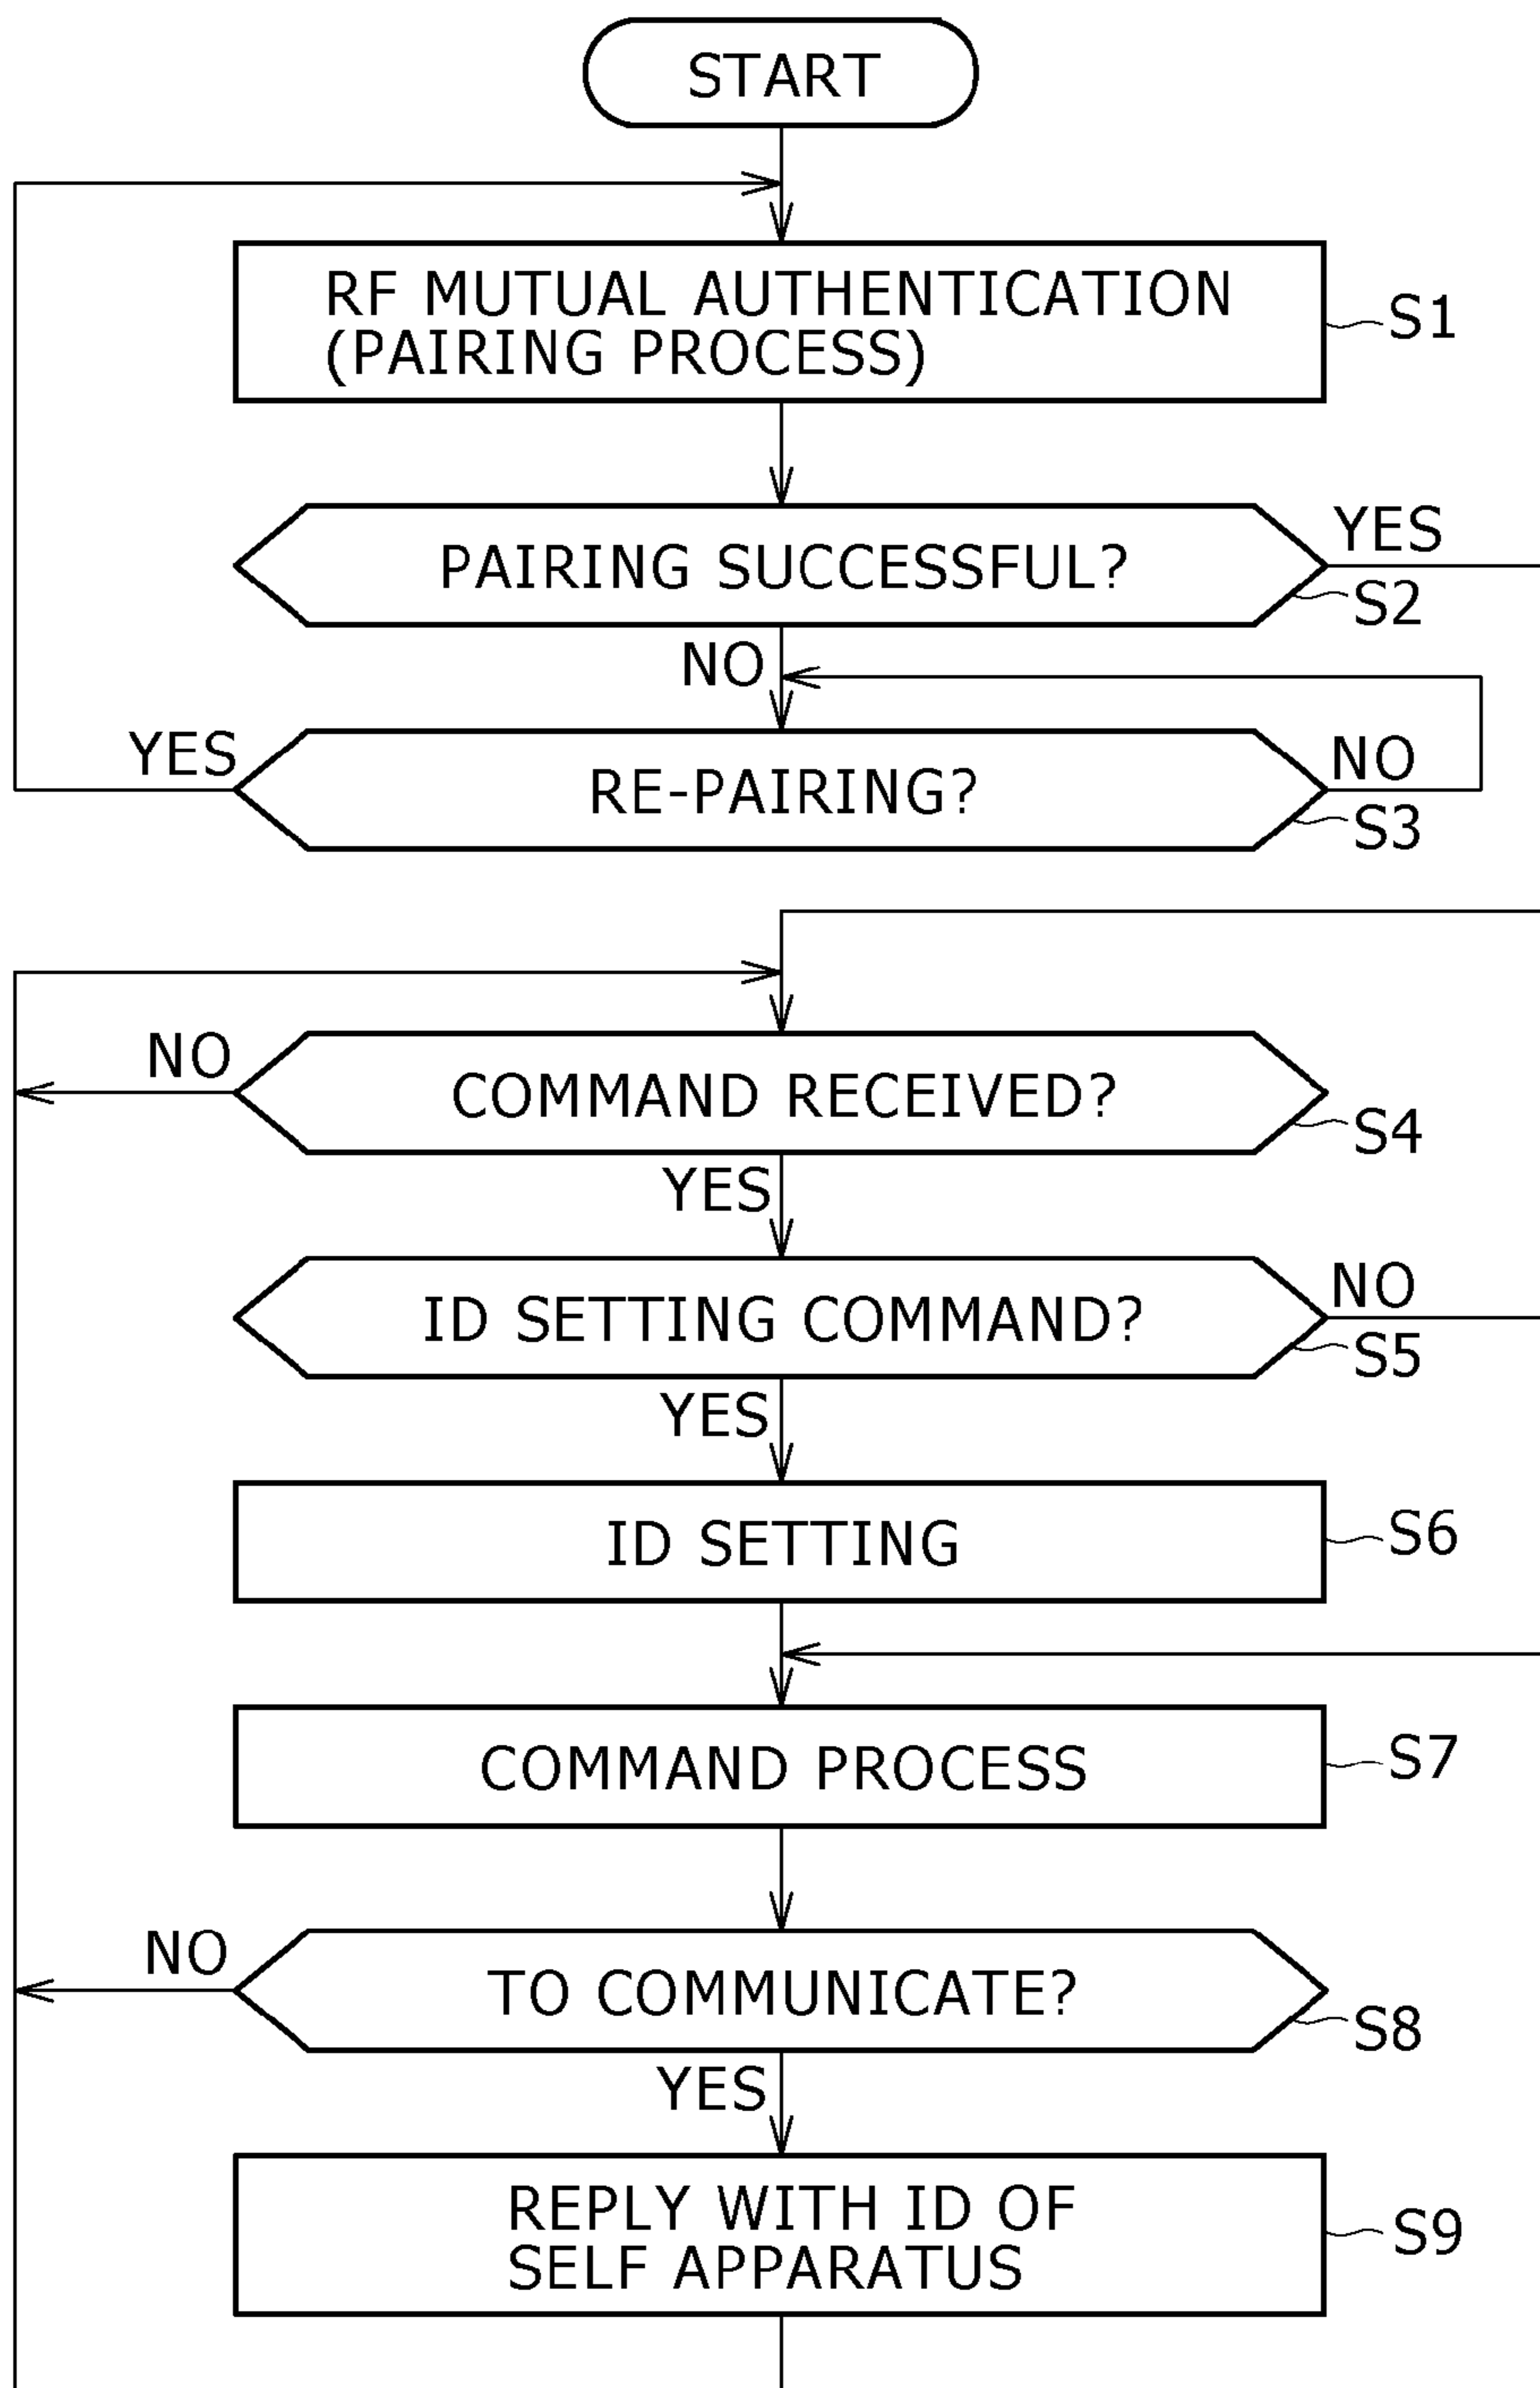 START
RF MUTUAL AUTHENTICATION
(PAIRING PROCESS)
S1
PAIRING SUCCESSFUL?
YES
S2
NO
YES
RE-PAIRING?
NO
S3
NO
COMMAND RECEIVED?
S4
YES
ID SETTING COMMAND?
NO
S5
YES
ID SETTING
S6
COMMAND PROCESS
S7
NO
TO COMMUNICATE?
S8
YES
REPLY WITH ID OF
SELF APPARATUS
S9